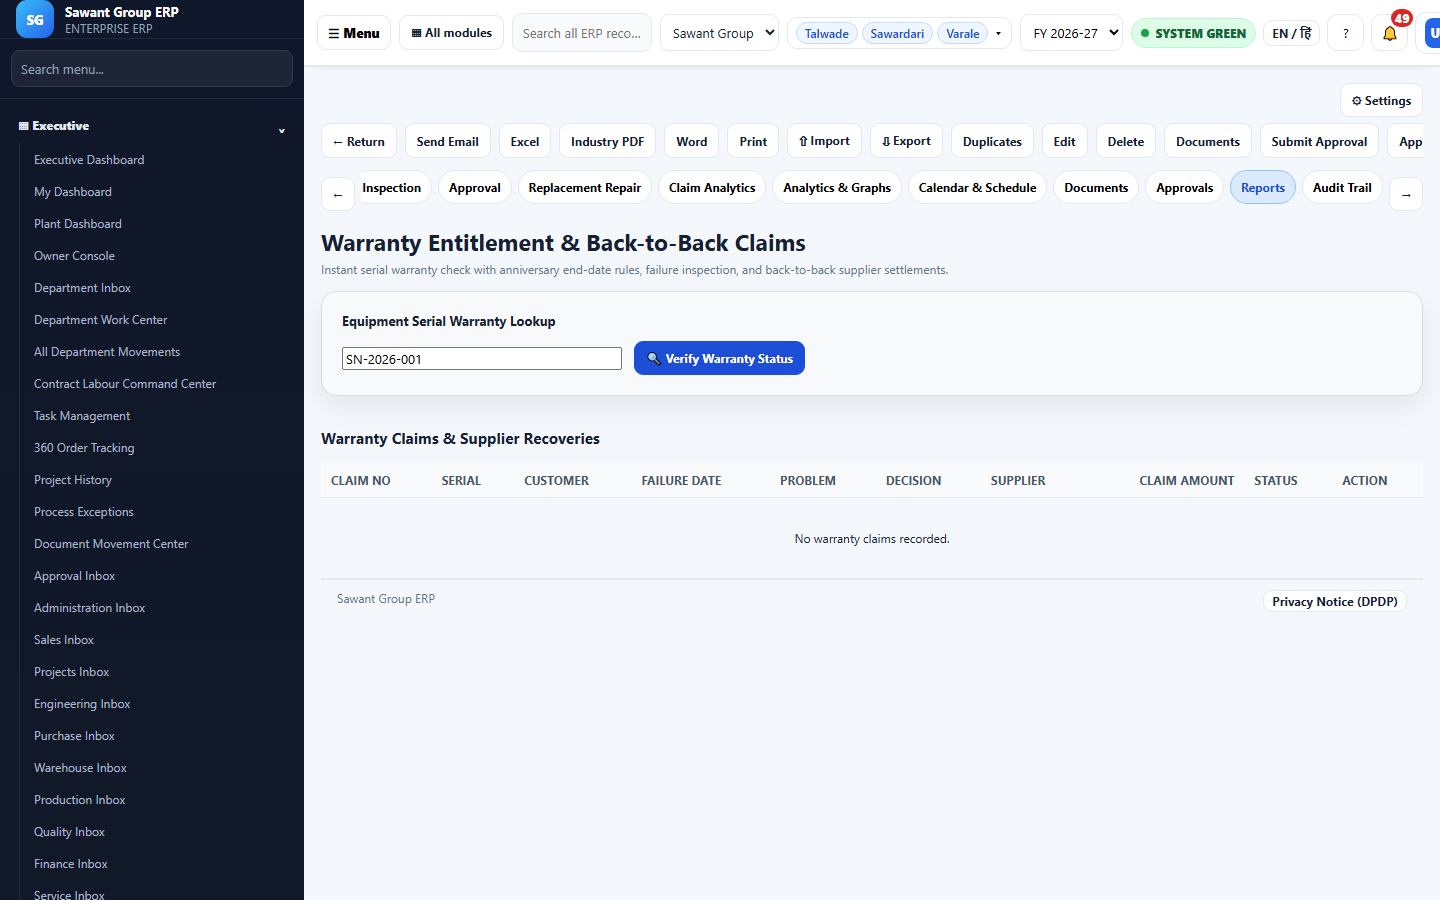 SG
Sawant Group ERP
ENTERPRISE ERP
Search menu...
Executive
Executive Dashboard
My Dashboard
Plant Dashboard
Owner Console
Department Inbox
Department Work Center
All Department Movements
Contract Labour Command Center
Task Management
360 Order Tracking
Project History
Process Exceptions
Document Movement Center
Approval Inbox
Administration Inbox
Sales Inbox
Projects Inbox
Engineering Inbox
Purchase Inbox
Warehouse Inbox
Production Inbox
Quality Inbox
Finance Inbox
Service Inbox
☰ Menu
All modules
Search all ERP reco...
Sawant Group
Talwade
Sawardari
Varale
FY 2026-27
SYSTEM GREEN
EN / हिं
?
49
U
⚙ Settings
← Return
Send Email
Excel
Industry PDF
Word
Print
⇧ Import
⇩ Export
Duplicates
Edit
Delete
Documents
Submit Approval
App
←
Inspection
Approval
Replacement Repair
Claim Analytics
Analytics & Graphs
Calendar & Schedule
Documents
Approvals
Reports
Audit Trail
→
Warranty Entitlement & Back-to-Back Claims
Instant serial warranty check with anniversary end-date rules, failure inspection, and back-to-back supplier settlements.
Equipment Serial Warranty Lookup
SN-2026-001
Verify Warranty Status
Warranty Claims & Supplier Recoveries
CLAIM NO SERIAL CUSTOMER FAILURE DATE PROBLEM DECISION SUPPLIER CLAIM AMOUNT STATUS ACTION
No warranty claims recorded.
Sawant Group ERP
Privacy Notice (DPDP)